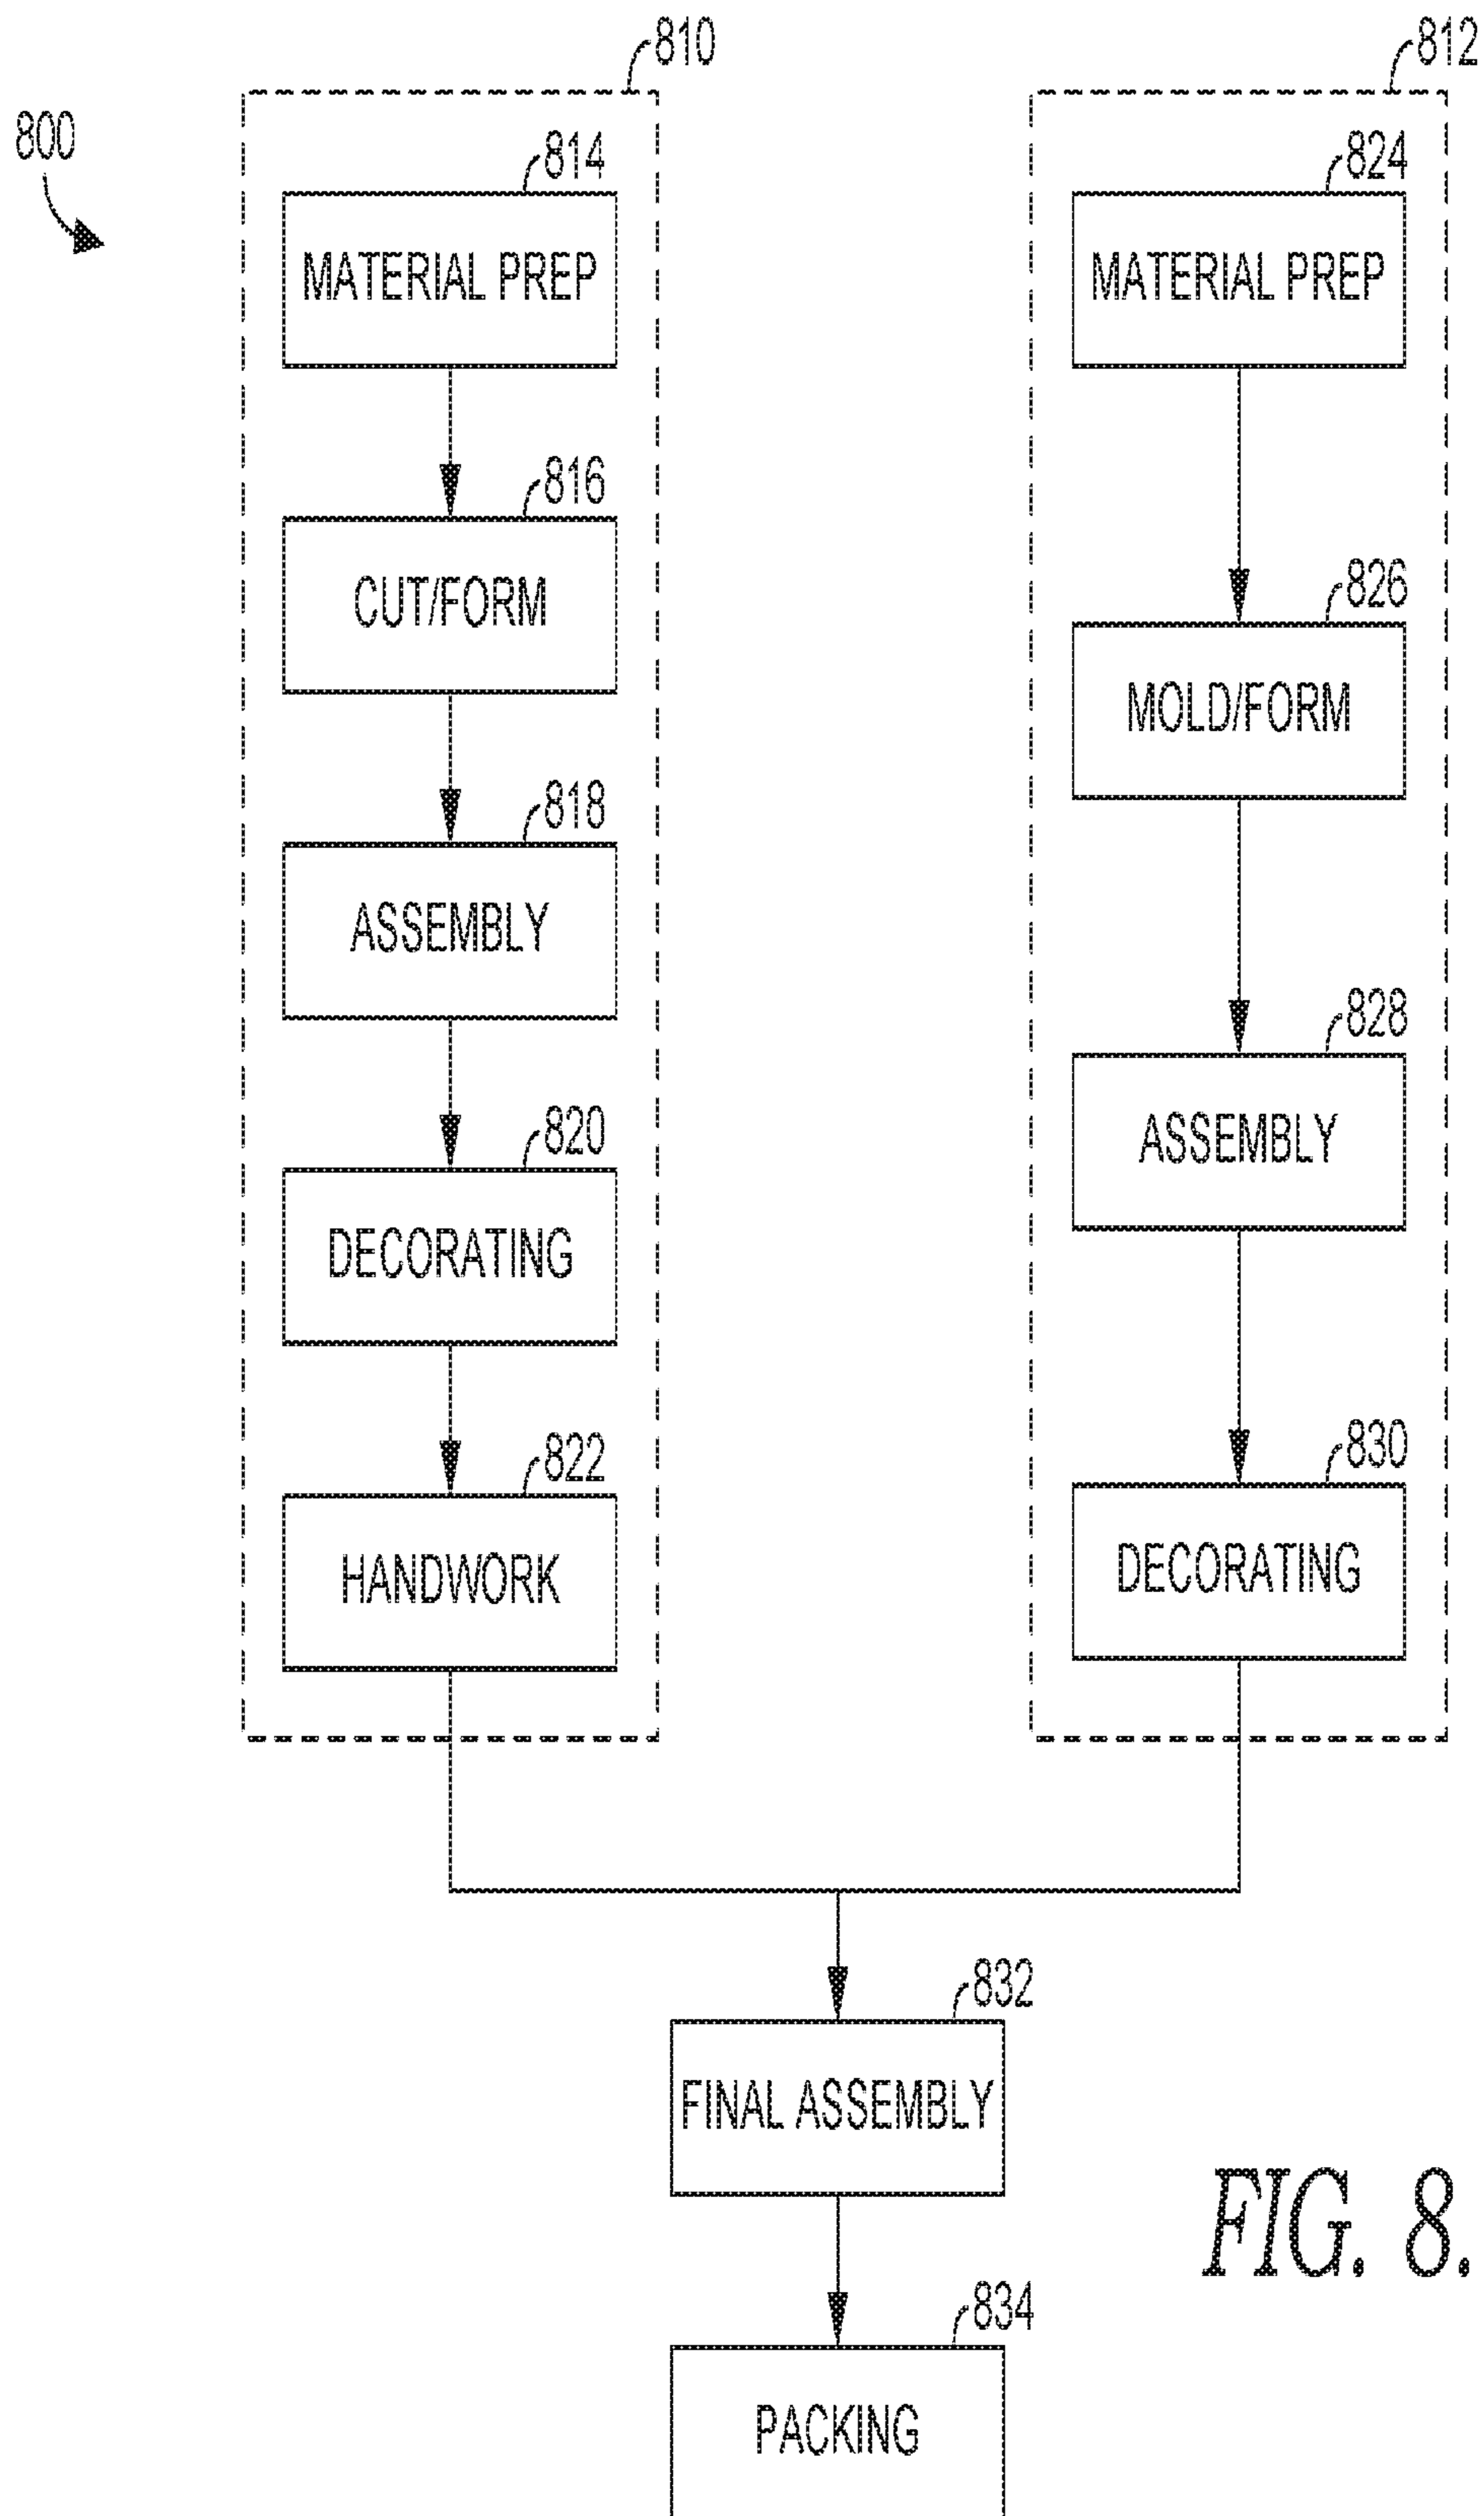 800
810
814
MATERIAL PREP
816
CUT/FORM
818
ASSEMBLY
820
DECORATING
822
HANDWORK
812
824
MATERIAL PREP
826
MOLD/FORM
828
ASSEMBLY
830
DECORATING
832
FINAL ASSEMBLY
834
PACKING
FIG. 8.